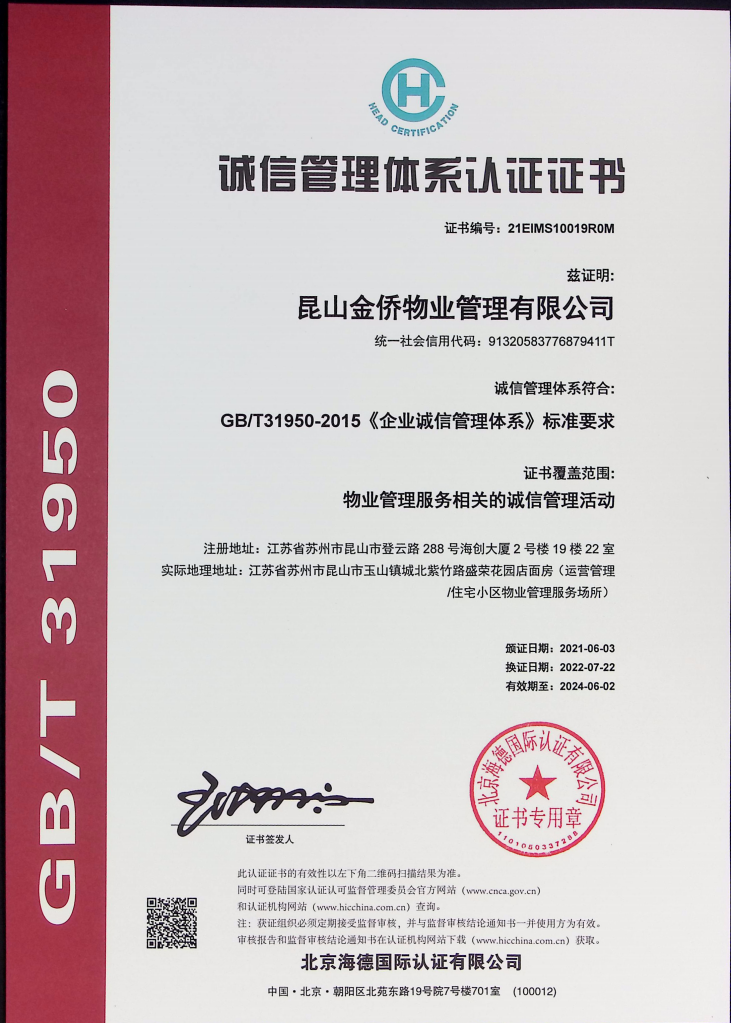 HC
HEAD CERTIFICATION
诚信管理体系认证证书
证书编号：21EIMS10019R0M
兹证明:
昆山金侨物业管理有限公司
统一社会信用代码：91320583776879411T
诚信管理体系符合:
GB/T31950-2015《企业诚信管理体系》标准要求
证书覆盖范围:
物业管理服务相关的诚信管理活动
注册地址：江苏省苏州市昆山市登云路 288 号海创大厦 2 号楼 19 楼 22 室
实际地理地址：江苏省苏州市昆山市玉山镇城北紫竹路盛荣花园店面房（运营管理
/住宅小区物业管理服务场所）
颁证日期：2021-06-03
换证日期：2022-07-22
有效期至：2024-06-02
GB/T 31950
北京海德国际认证有限公司
证书专用章
1101050337288
证书签发人
此认证证书的有效性以左下角二维码扫描结果为准。
同时可登陆国家认证认可监督管理委员会官方网站（www.cnca.gov.cn）
和认证机构网站（www.hicchina.com.cn）查询。
注：获证组织必须定期接受监督审核，并与监督审核结论通知书一并使用方为有效。
审核报告和监督审核结论通知书在认证机构网站下载（www.hicchina.com.cn）获取。
北京海德国际认证有限公司
中国·北京·朝阳区北苑东路19号院7号楼701室 （100012）